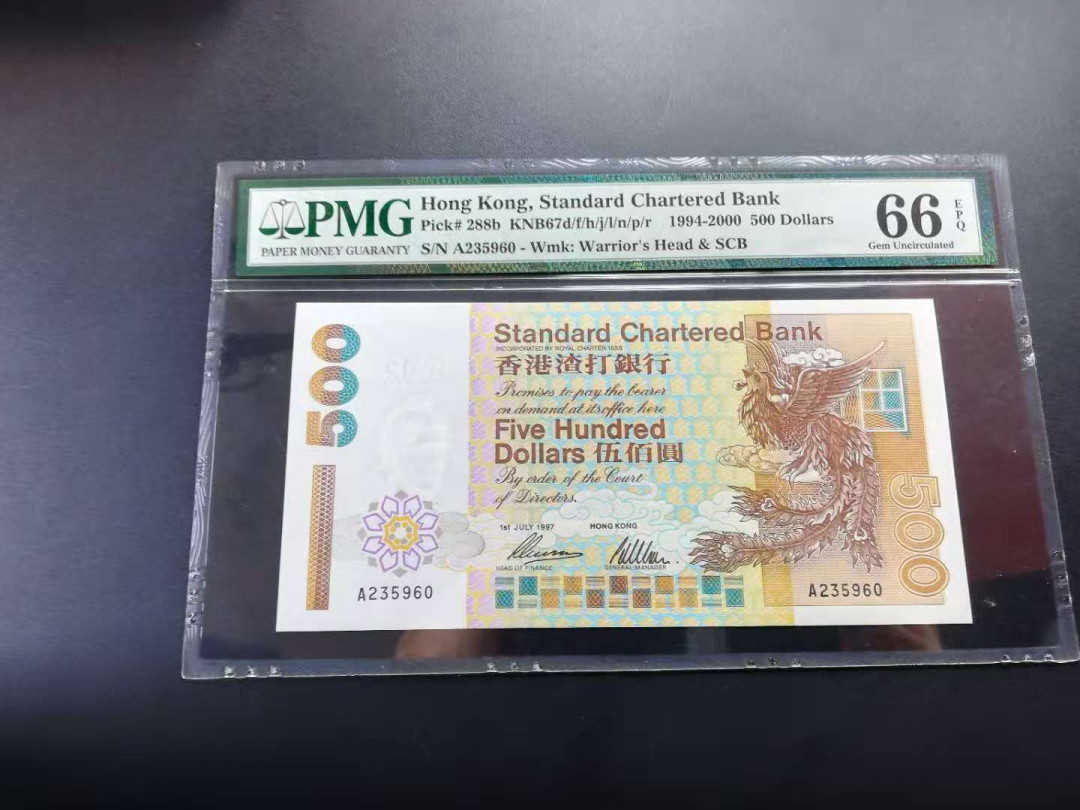 PMG
PAPER MONEY GUARANTY
Hong Kong, Standard Chartered Bank
Pick# 288b KNB67d/f/h/j/l/n/p/r 1994-2000 500 Dollars
S/N A235960 - Wmk: Warrior's Head & SCB
66 EPQ
Gem Uncirculated
500
Standard Chartered Bank
INCORPORATED BY ROYAL CHARTER 1853
香港渣打銀行
Promises to pay the bearer
on demand at its office here
Five Hundred
Dollars 伍佰圓
By order of the Court
of Directors.
1st JULY 1997 HONG KONG
HEAD OF FINANCE GENERAL MANAGER
A235960
A235960
500